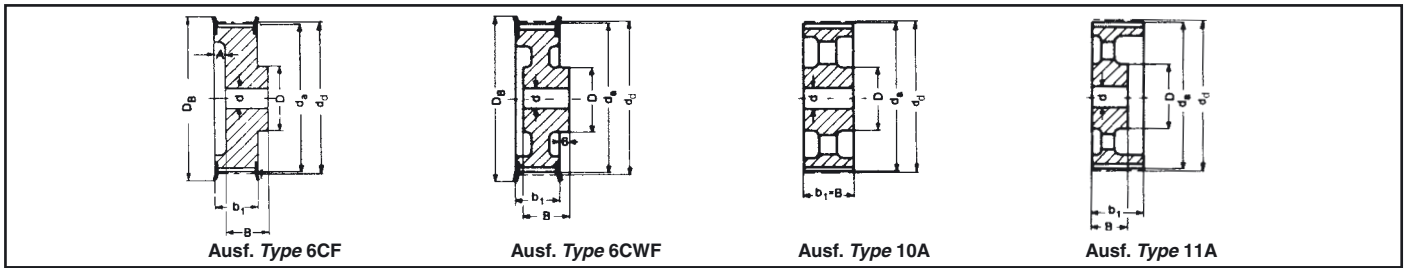 A
D_B
d
D
d_a
d_d
b_1
B
Ausf. Type 6CF
D_B
d
D
d_a
d_d
6
b_1
B
Ausf. Type 6CWF
d
D
d_a
d_d
b_1=B
Ausf. Type 10A
d
D
d_a
d_d
b_1
B
Ausf. Type 11A